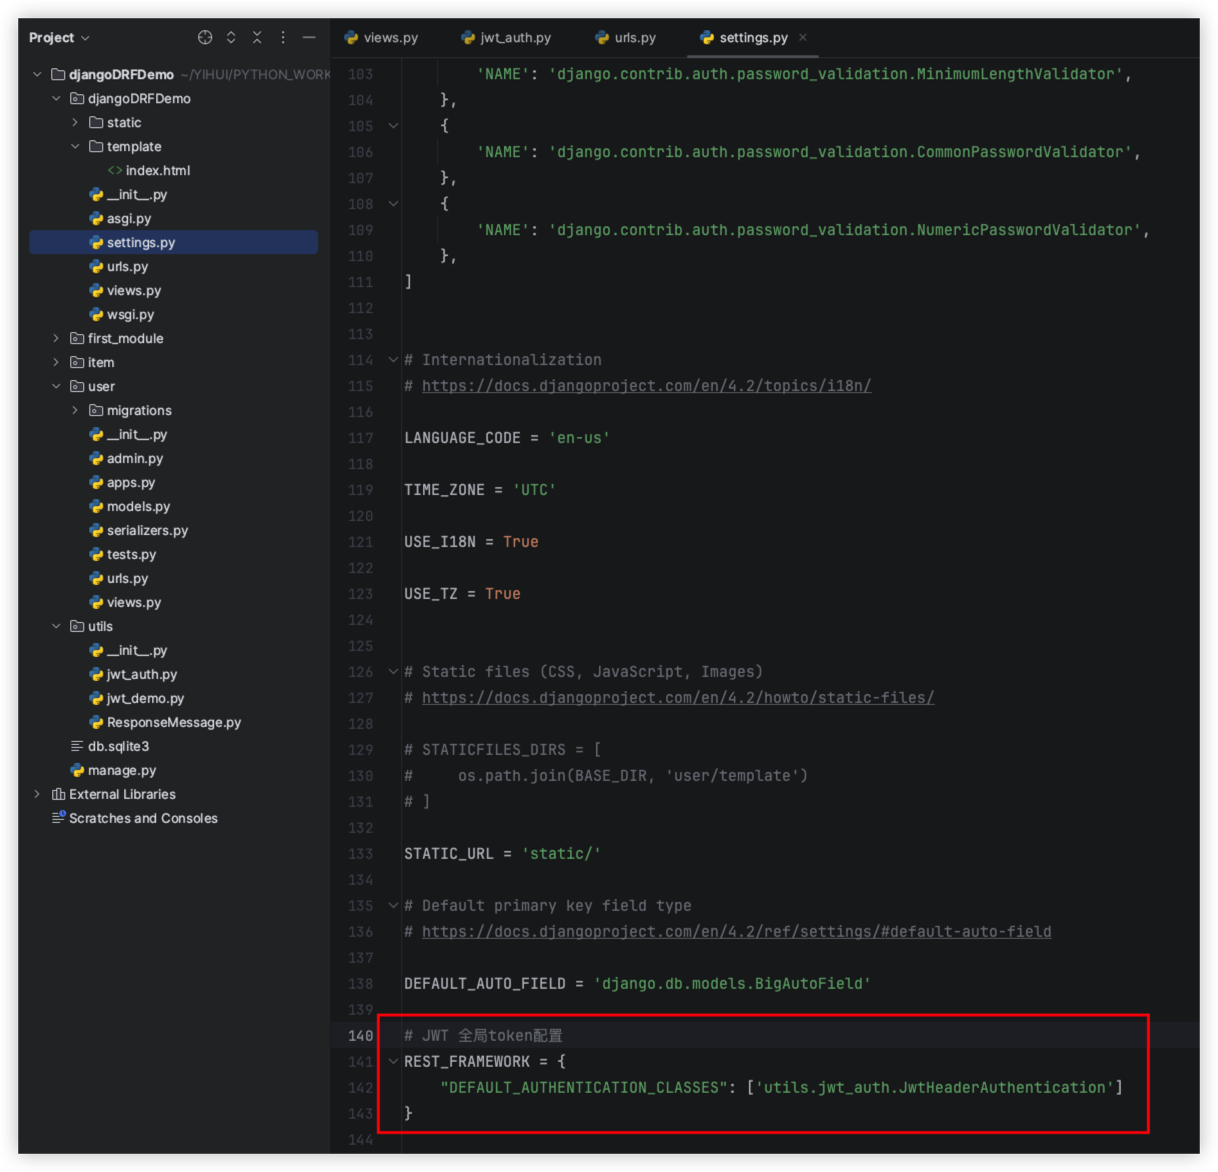 Project
djangoDRFDemo ~/YIHUI/PYTHON_WORK
djangoDRFDemo
static
template
<> index.html
__init__.py
asgi.py
settings.py
urls.py
views.py
wsgi.py
first_module
item
user
migrations
__init__.py
admin.py
apps.py
models.py
serializers.py
tests.py
urls.py
views.py
utils
__init__.py
jwt_auth.py
jwt_demo.py
ResponseMessage.py
db.sqlite3
manage.py
External Libraries
Scratches and Consoles
views.py jwt_auth.py urls.py settings.py
103         'NAME': 'django.contrib.auth.password_validation.MinimumLengthValidator',
104     },
105     {
106         'NAME': 'django.contrib.auth.password_validation.CommonPasswordValidator',
107     },
108     {
109         'NAME': 'django.contrib.auth.password_validation.NumericPasswordValidator',
110     },
111 ]
112
113
114 # Internationalization
115 # https://docs.djangoproject.com/en/4.2/topics/i18n/
116
117 LANGUAGE_CODE = 'en-us'
118
119 TIME_ZONE = 'UTC'
120
121 USE_I18N = True
122
123 USE_TZ = True
124
125
126 # Static files (CSS, JavaScript, Images)
127 # https://docs.djangoproject.com/en/4.2/howto/static-files/
128
129 # STATICFILES_DIRS = [
130 #     os.path.join(BASE_DIR, 'user/template')
131 # ]
132
133 STATIC_URL = 'static/'
134
135 # Default primary key field type
136 # https://docs.djangoproject.com/en/4.2/ref/settings/#default-auto-field
137
138 DEFAULT_AUTO_FIELD = 'django.db.models.BigAutoField'
139
140 # JWT 全局token配置
141 REST_FRAMEWORK = {
142     "DEFAULT_AUTHENTICATION_CLASSES": ['utils.jwt_auth.JwtHeaderAuthentication']
143 }
144